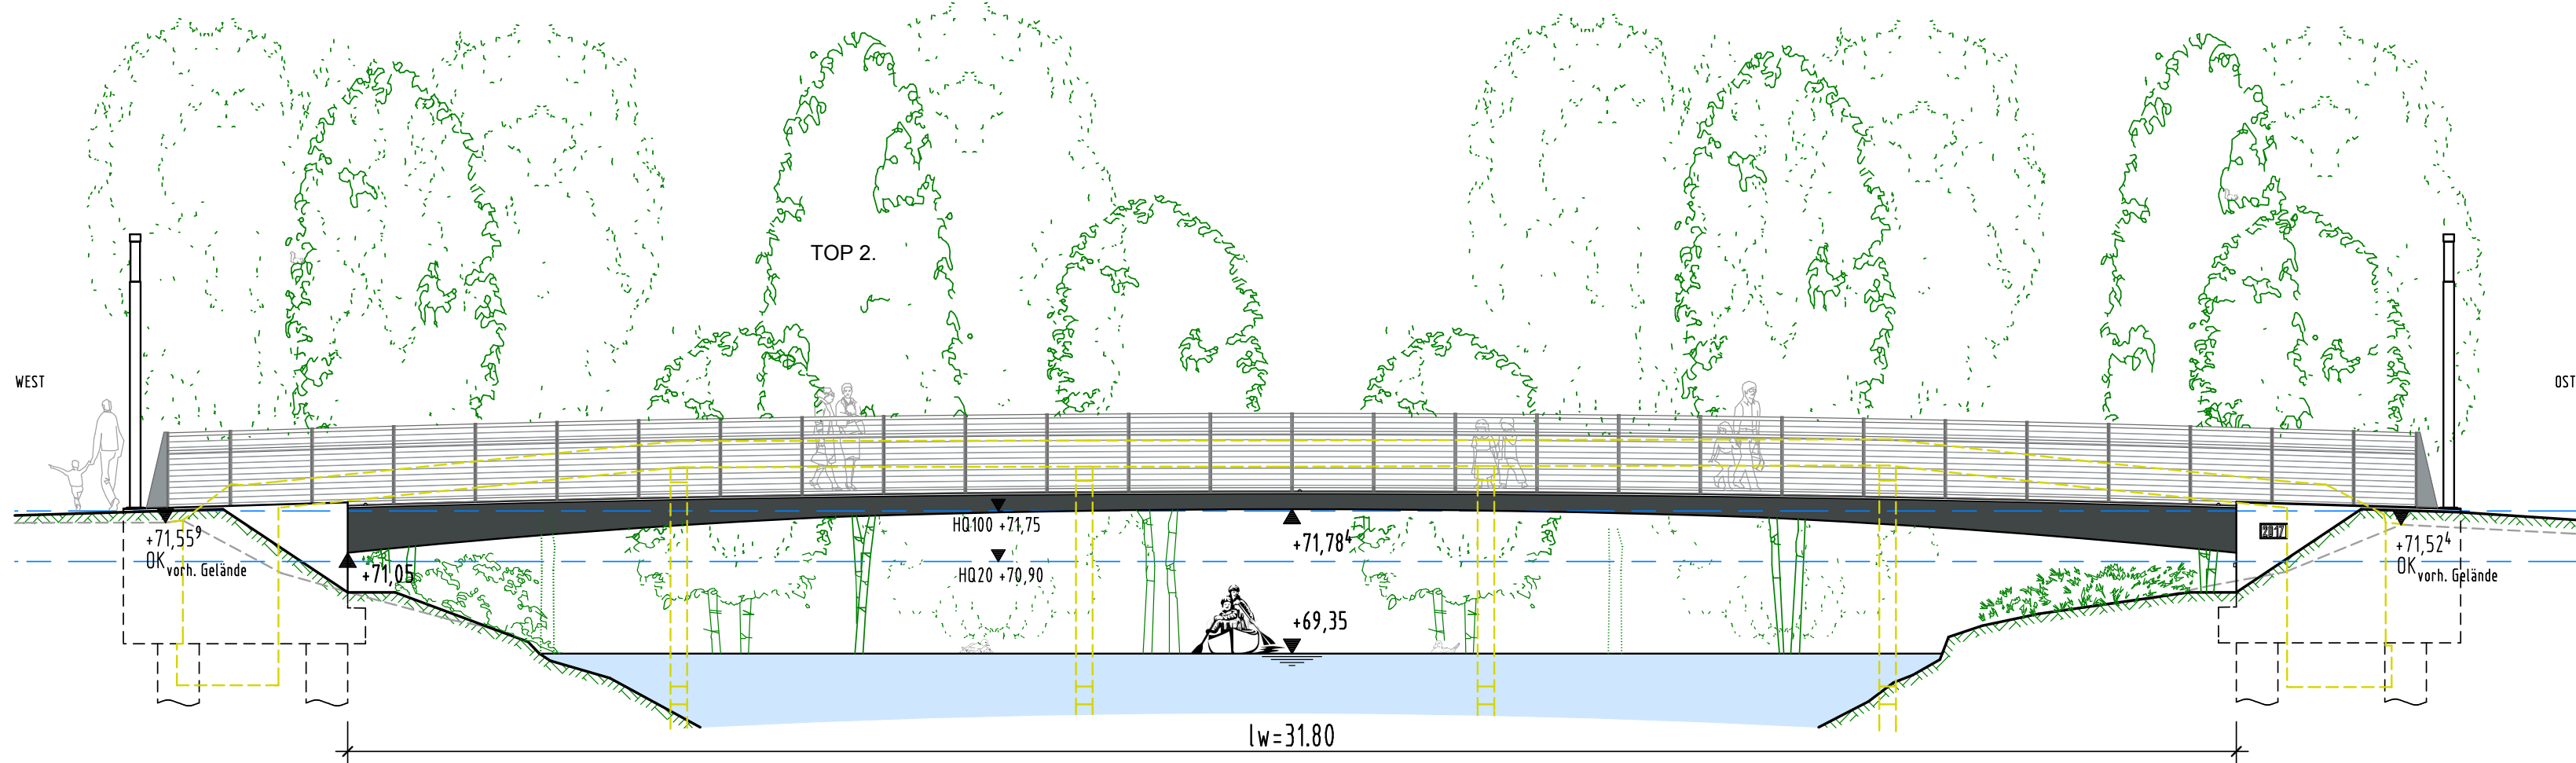 TOP 2.
WEST
OST
HQ100 +71,75
+71,55⁹
OK vorh. Gelände
+71,78⁴
2017
+71,52⁴
OK vorh. Gelände
+71,05
HQ20 +70,90
+69,35
lw=31.80